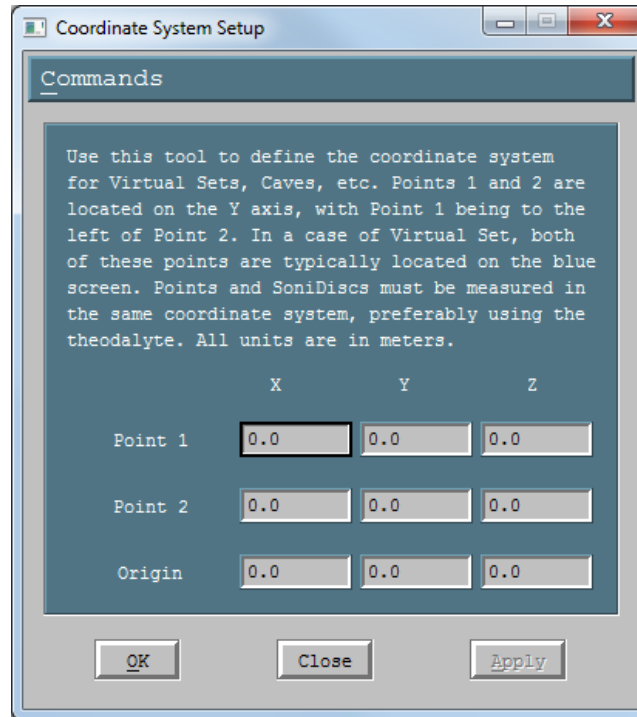 Coordinate System Setup
Commands
Use this tool to define the coordinate system
for Virtual Sets, Caves, etc. Points 1 and 2 are
located on the Y axis, with Point 1 being to the
left of Point 2. In a case of Virtual Set, both
of these points are typically located on the blue
screen. Points and SoniDiscs must be measured in
the same coordinate system, preferably using the
theodalyte. All units are in meters.
X Y Z
Point 1 0.0 0.0 0.0
Point 2 0.0 0.0 0.0
Origin 0.0 0.0 0.0
OK Close Apply